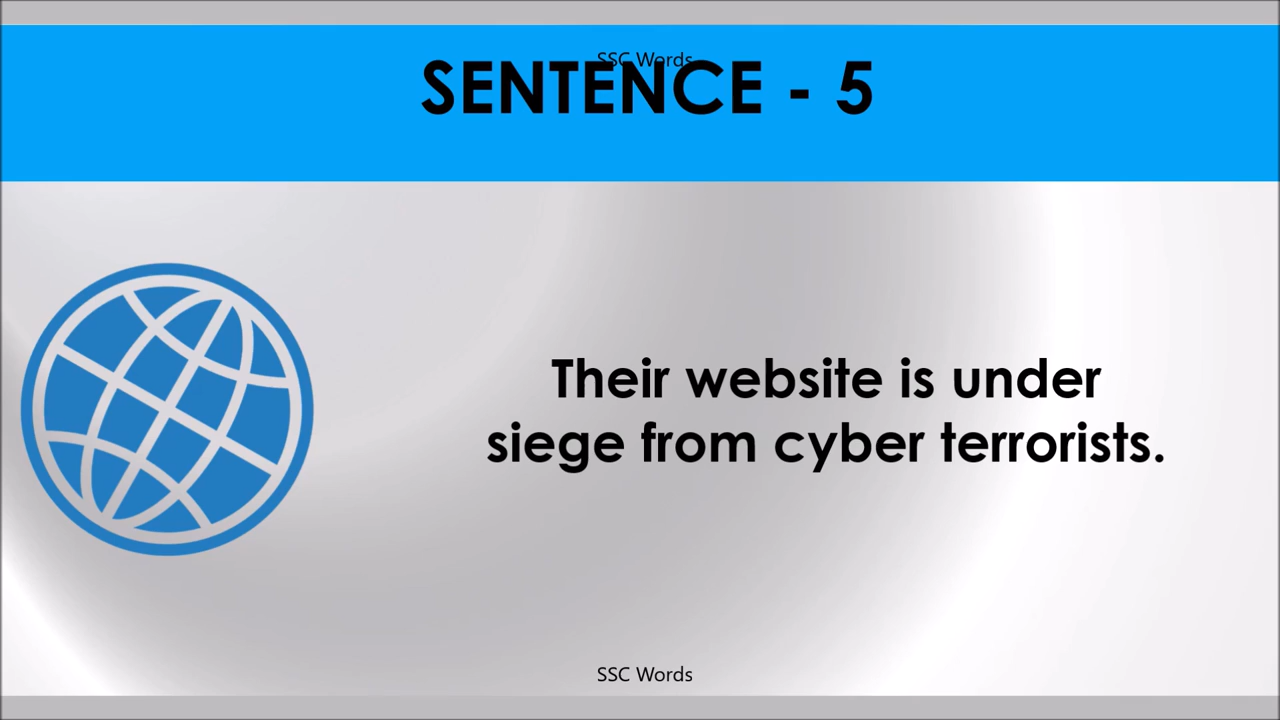 SSC Words
SENTENCE - 5
Their website is under
siege from cyber terrorists.
SSC Words